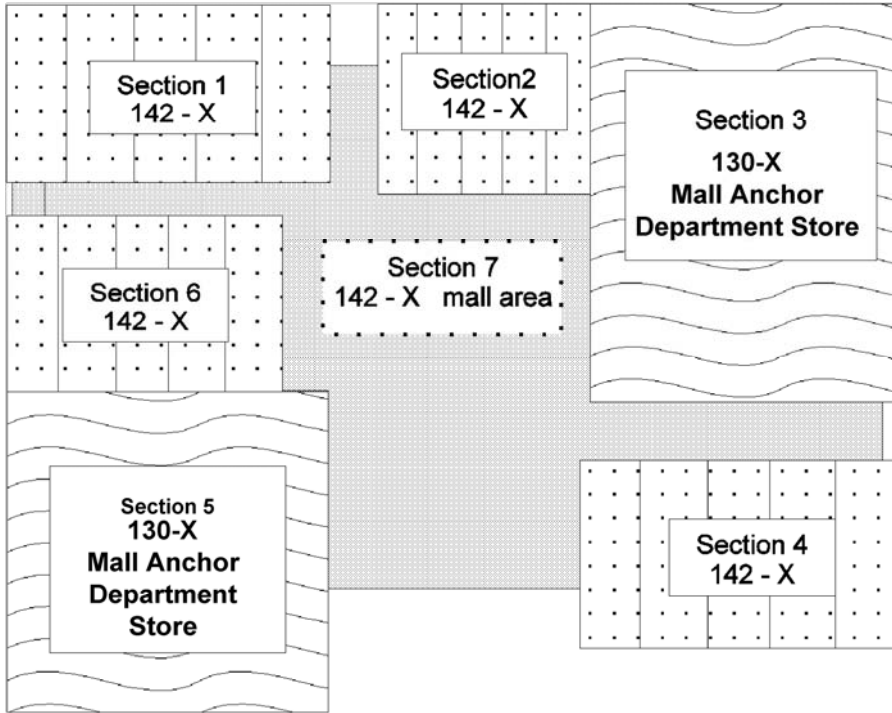 Section 1
142 - X
Section2
142 - X
Section 3
130-X
Mall Anchor
Department Store
Section 7
142 - X mall area
Section 6
142 - X
Section 5
130-X
Mall Anchor
Department
Store
Section 4
142 - X